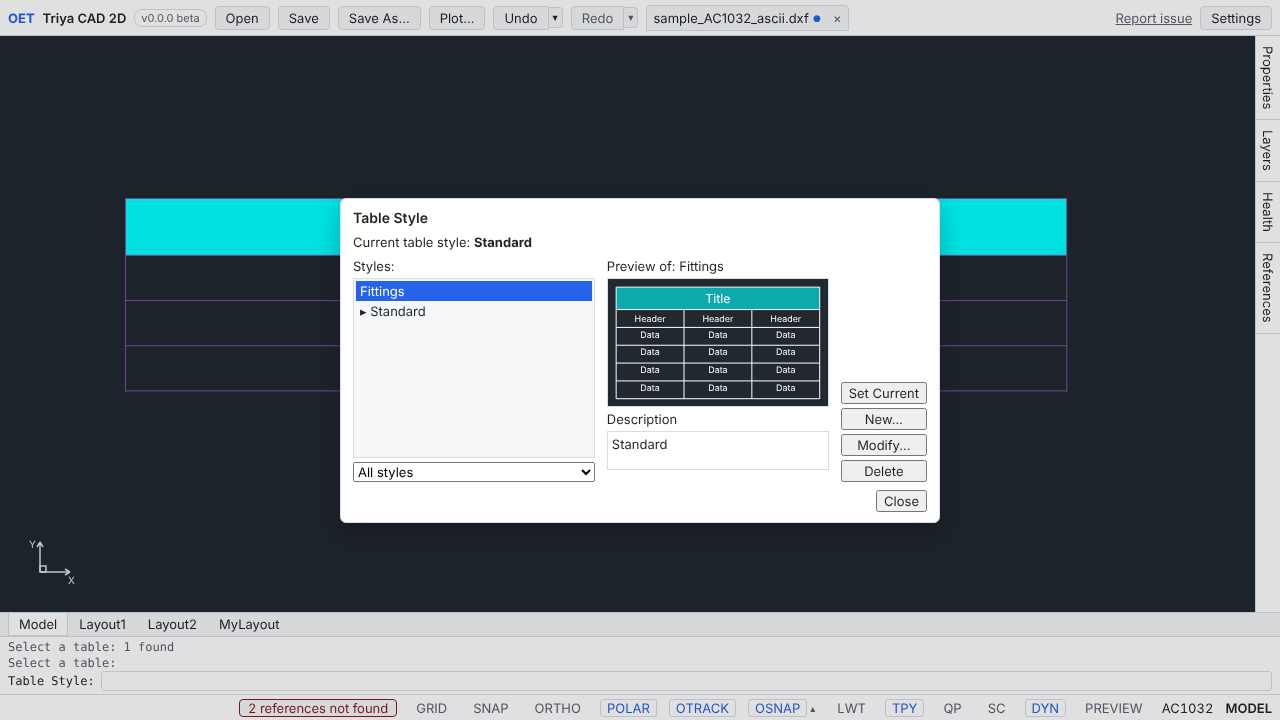 OET Triya CAD 2D v0.0.0 beta Open Save Save As... Plot... Undo ▾ Redo ▾ sample_AC1032_ascii.dxf ● × Report issue Settings
Properties
Layers
Health
References
Table Style
Current table style: Standard
Styles:
Fittings
▸ Standard
All styles
Preview of: Fittings
Title
Header Header Header
Data Data Data
Data Data Data
Data Data Data
Data Data Data
Description
Standard
Set Current
New...
Modify...
Delete
Close
Y
X
Model Layout1 Layout2 MyLayout
Select a table: 1 found
Select a table:
Table Style:
2 references not found GRID SNAP ORTHO POLAR OTRACK OSNAP ▴ LWT TPY QP SC DYN PREVIEW AC1032 MODEL